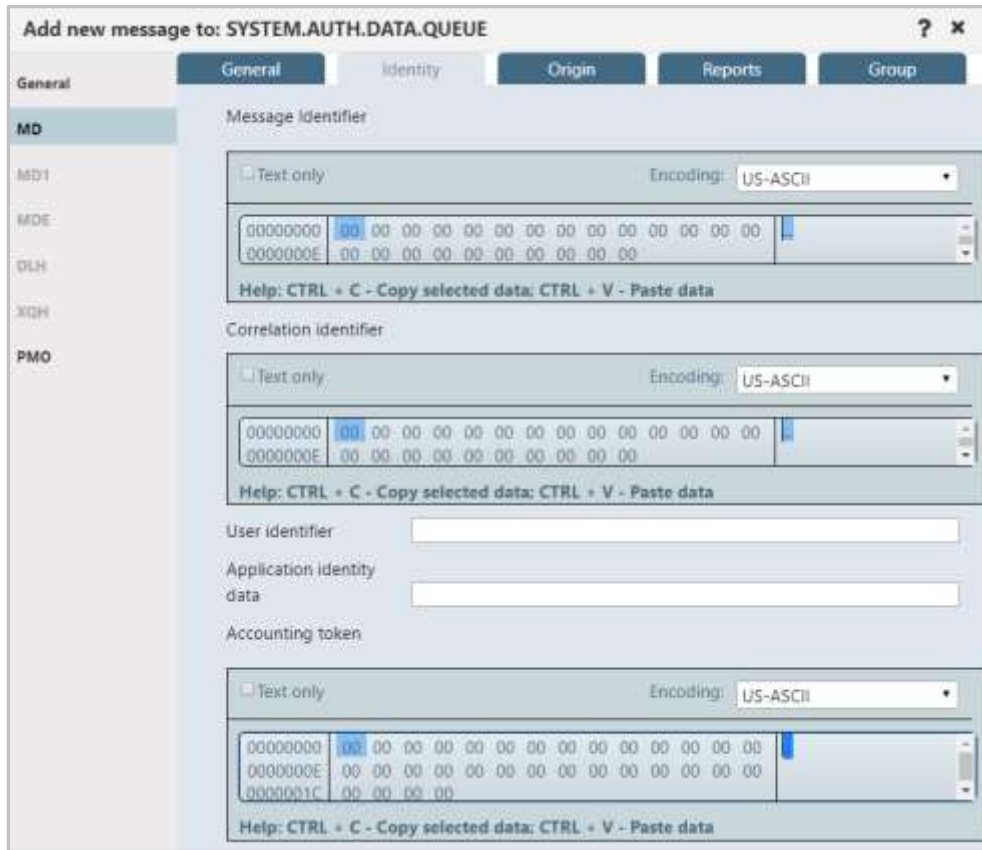 Add new message to: SYSTEM.AUTH.DATA.QUEUE ? ×
General
MD
MD1
MDE
DLH
XQH
PMO
General Identity Origin Reports Group
Message Identifier
Text only Encoding: US-ASCII
00000000 00 00 00 00 00 00 00 00 00 00 00 00 00 00 ..
0000000E 00 00 00 00 00 00 00 00 00 00
Help: CTRL + C - Copy selected data; CTRL + V - Paste data
Correlation identifier
Text only Encoding: US-ASCII
00000000 00 00 00 00 00 00 00 00 00 00 00 00 00 00 ..
0000000E 00 00 00 00 00 00 00 00 00 00
Help: CTRL + C - Copy selected data; CTRL + V - Paste data
User identifier
Application identity
data
Accounting token
Text only Encoding: US-ASCII
00000000 00 00 00 00 00 00 00 00 00 00 00 00 00 00
0000000E 00 00 00 00 00 00 00 00 00 00 00 00 00 00
0000001C 00 00 00 00
Help: CTRL + C - Copy selected data; CTRL + V - Paste data